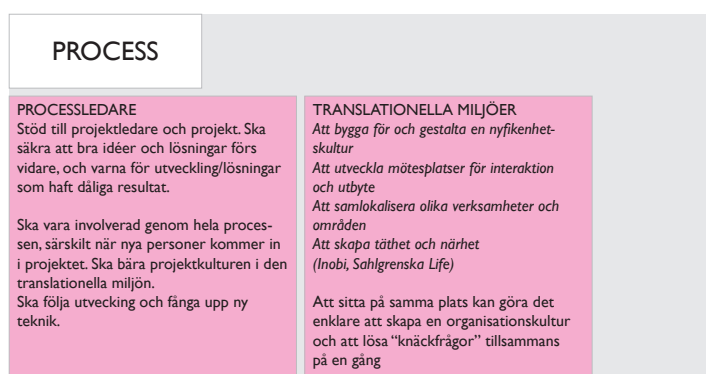 PROCESS
PROCESSLEDARE
Stöd till projektledare och projekt. Ska
säkra att bra idéer och lösningar förs
vidare, och varna för utveckling/lösningar
som haft dåliga resultat.
Ska vara involverad genom hela proces-
sen, särskilt när nya personer kommer in
i projektet. Ska bära projektkulturen i den
translationella miljön.
Ska följa utvecking och fånga upp ny
teknik.
TRANSLATIONELLA MILJÖER
Att bygga för och gestalta en nyfikenhet-
skultur
Att utveckla mötesplatser för interaktion
och utbyte
Att samlokalisera olika verksamheter och
områden
Att skapa täthet och närhet
(Inobi, Sahlgrenska Life)
Att sitta på samma plats kan göra det
enklare att skapa en organisationskultur
och att lösa “knäckfrågor” tillsammans
på en gång